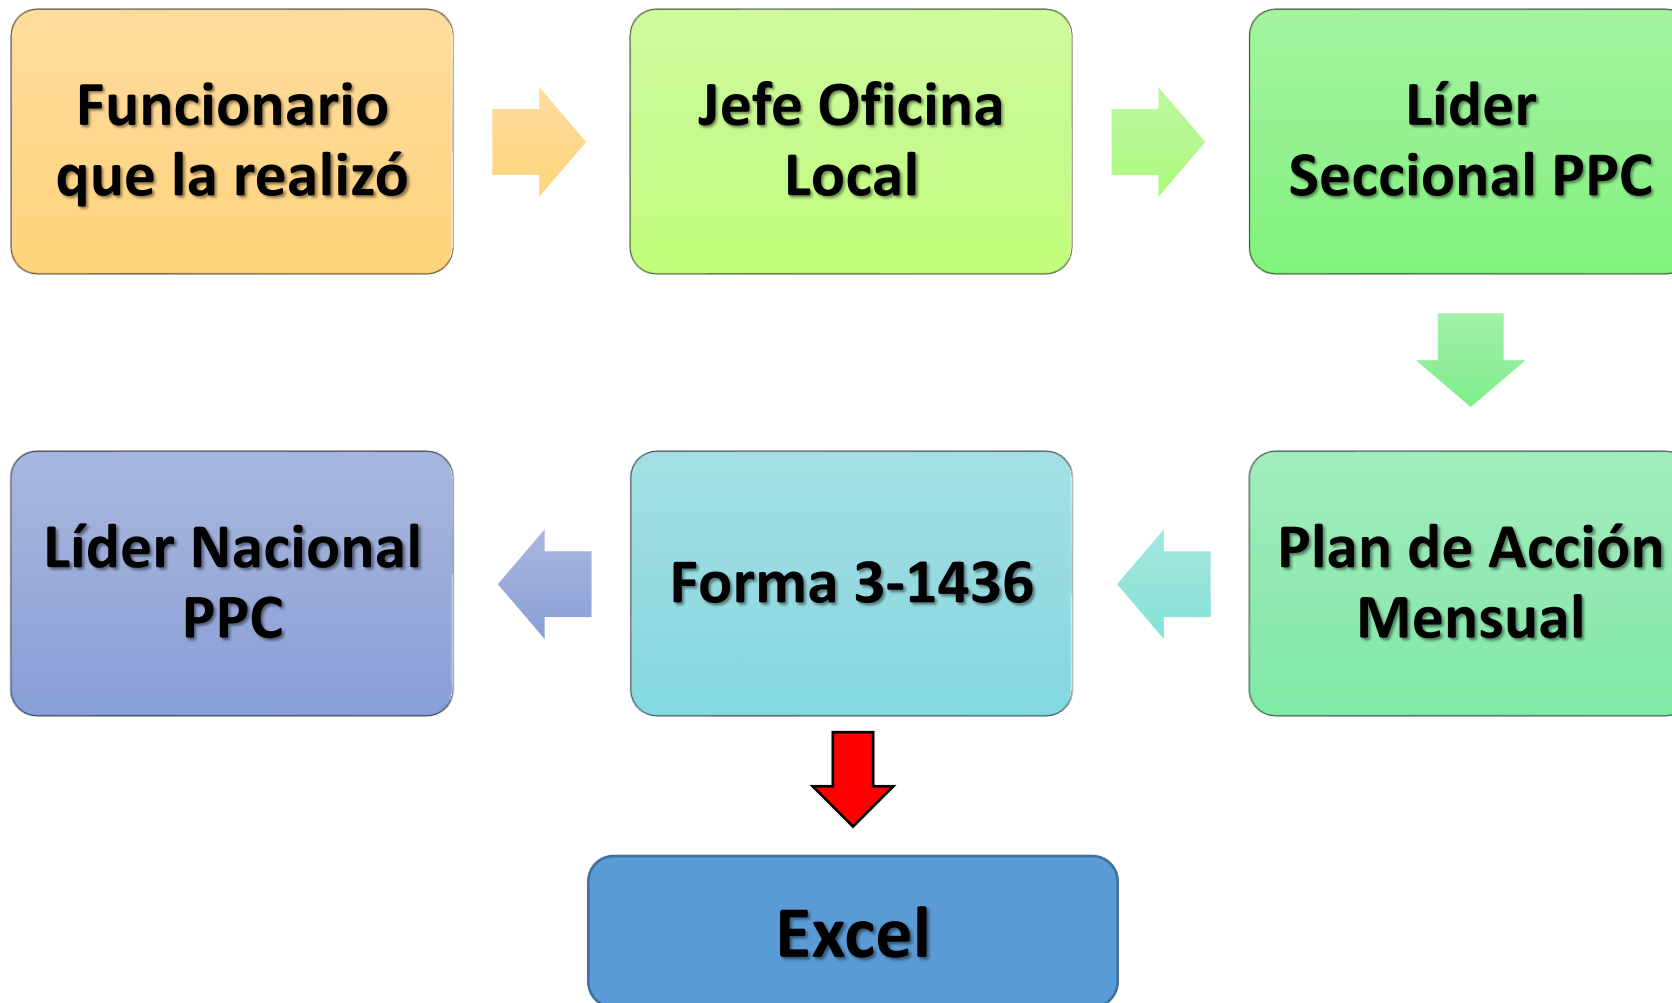 Funcionario
que la realizó
Jefe Oficina
Local
Líder
Seccional PPC
Líder Nacional
PPC
Forma 3-1436
Plan de Acción
Mensual
Excel